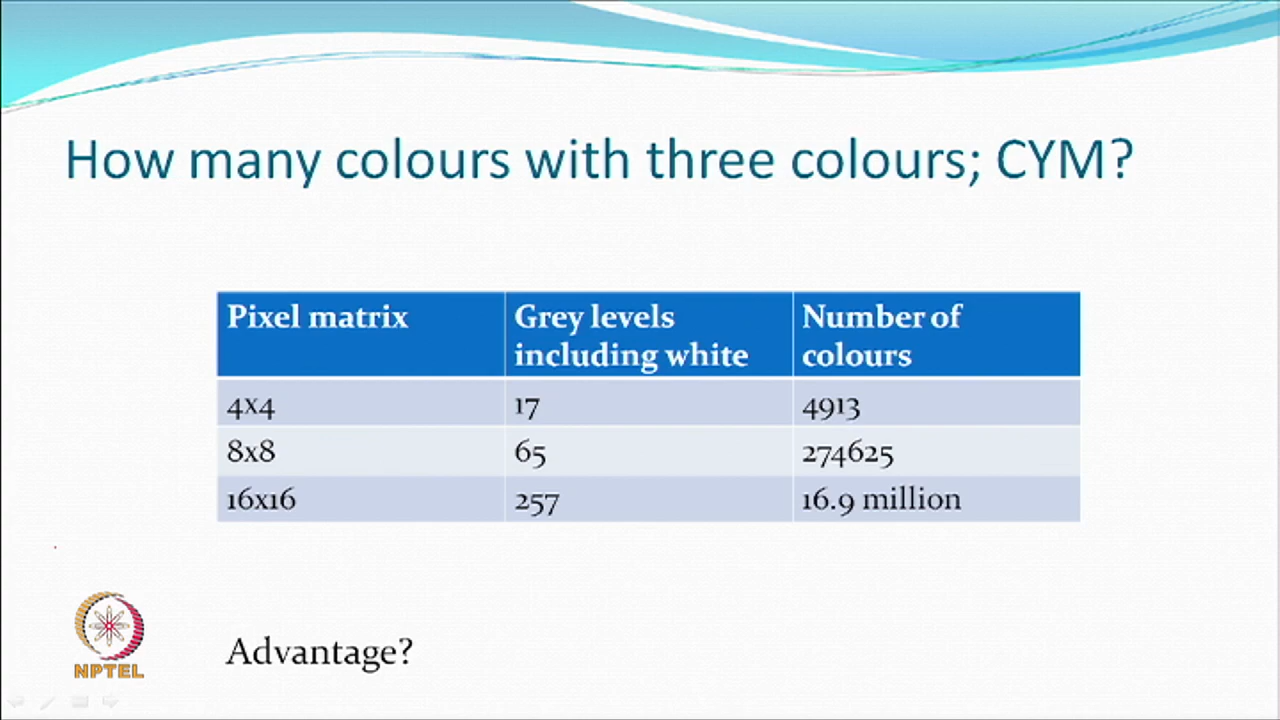 How many colours with three colours; CYM?
Pixel matrix
Grey levels
including white
Number of
colours
4x4
17
4913
8x8
65
274625
16x16
257
16.9 million
NPTEL
Advantage?